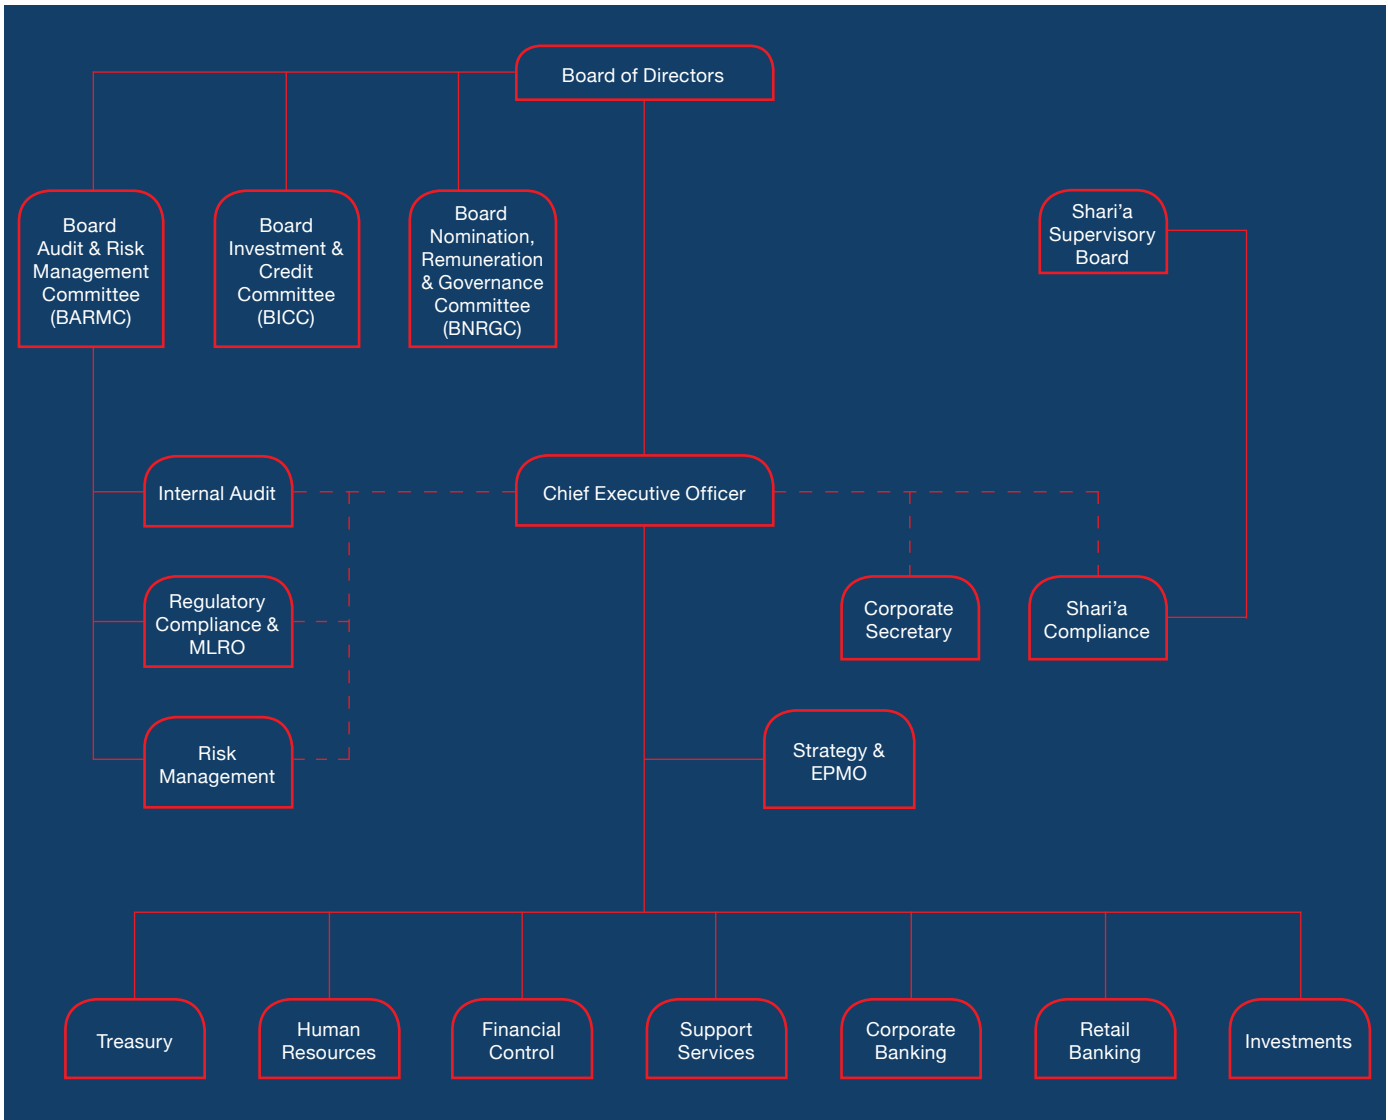 Board of Directors
Board
Audit & Risk
Management
Committee
(BARMC)
Board
Investment &
Credit
Committee
(BICC)
Board
Nomination,
Remuneration
& Governance
Committee
(BNRGC)
Shari’a
Supervisory
Board
Internal Audit
Chief Executive Officer
Regulatory
Compliance &
MLRO
Corporate
Secretary
Shari’a
Compliance
Risk
Management
Strategy &
EPMO
Treasury
Human
Resources
Financial
Control
Support
Services
Corporate
Banking
Retail
Banking
Investments